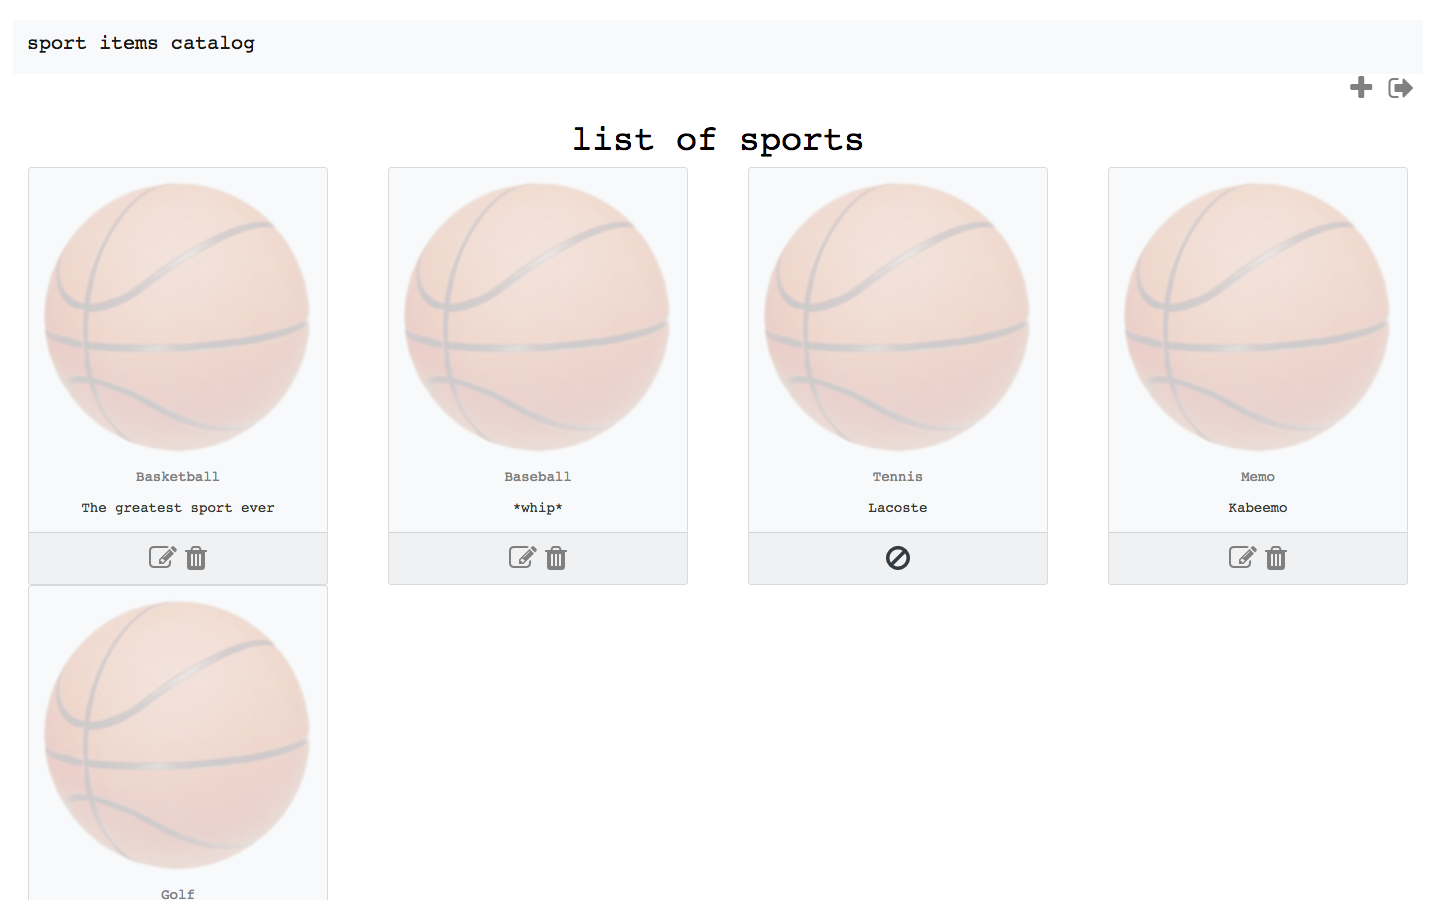 sport items catalog
list of sports
Basketball
The greatest sport ever
Baseball
*whip*
Tennis
Lacoste
Memo
Kabeemo
Golf